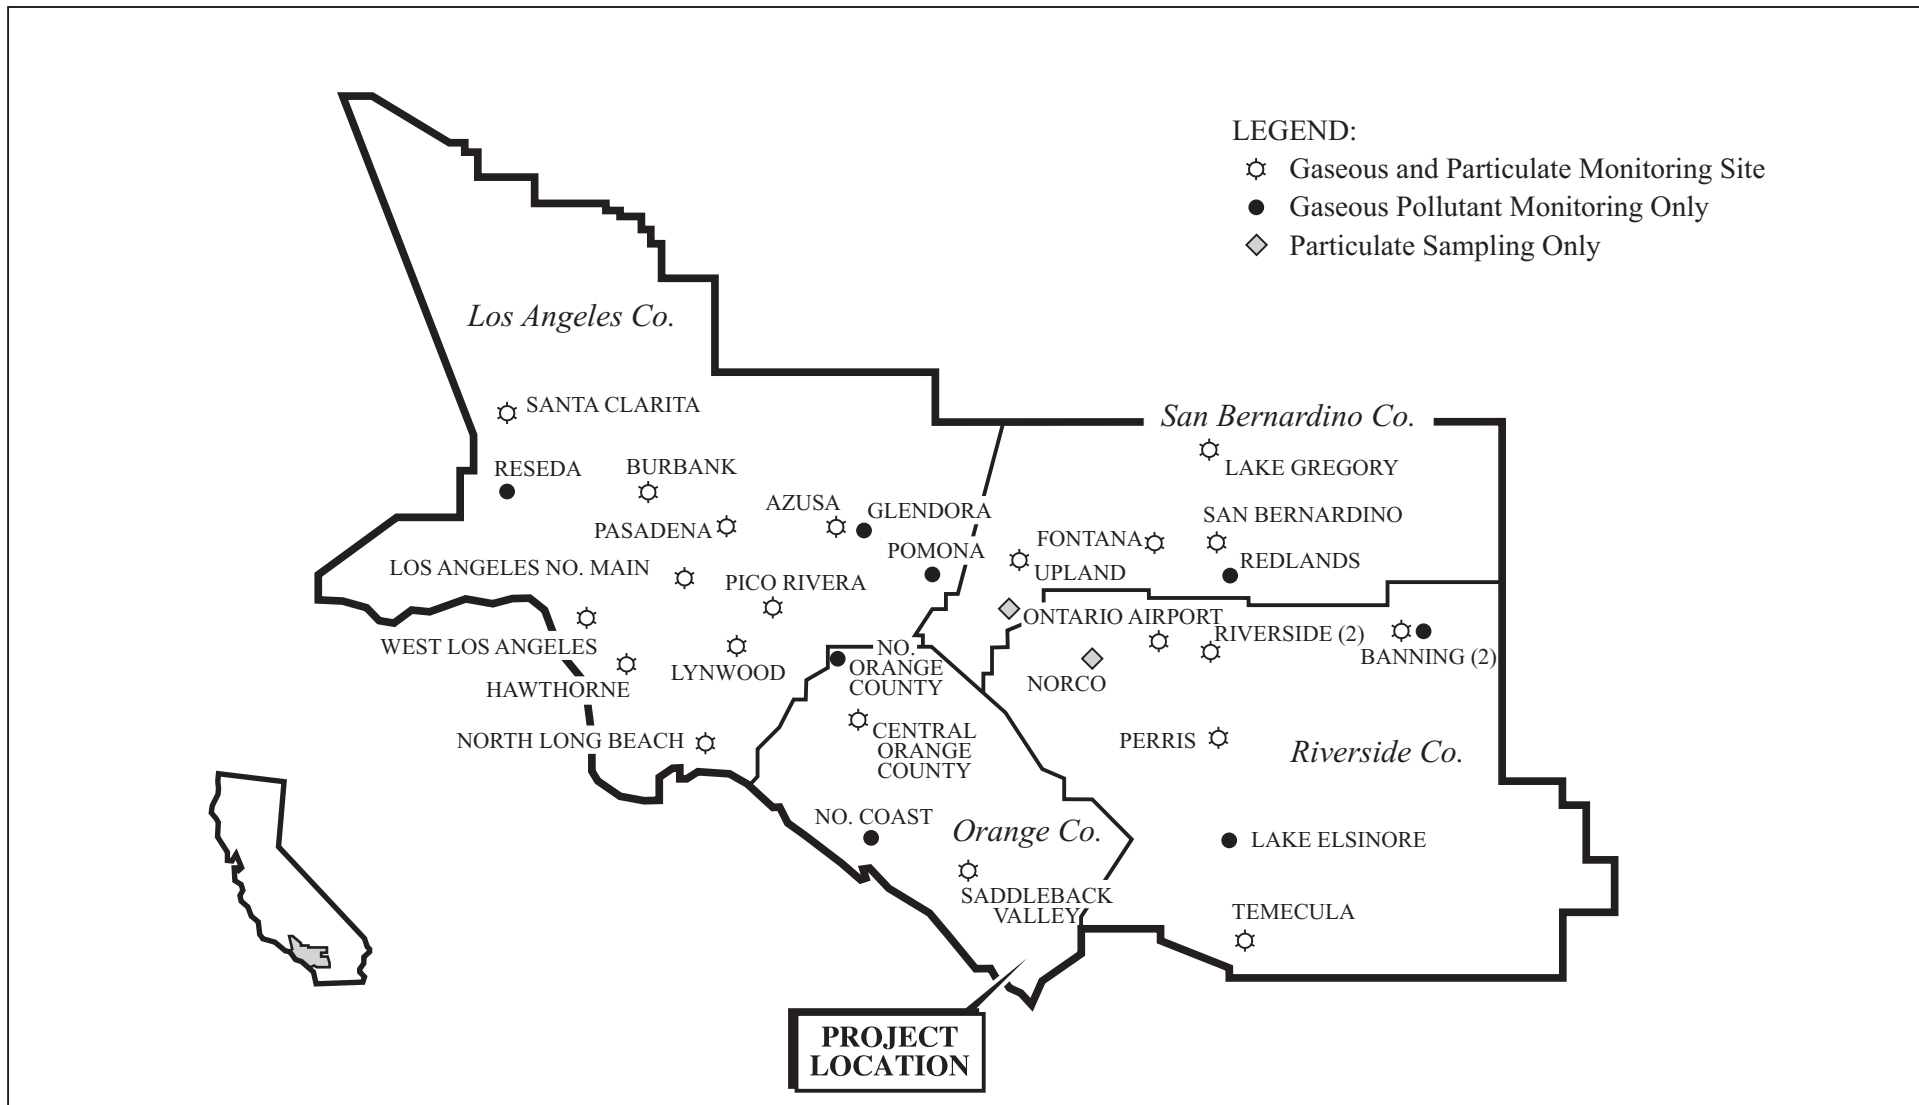 LEGEND:
Gaseous and Particulate Monitoring Site
Gaseous Pollutant Monitoring Only
Particulate Sampling Only
Los Angeles Co.
San Bernardino Co.
SANTA CLARITA
RESEDA
BURBANK
LAKE GREGORY
AZUSA
GLENDORA
PASADENA
SAN BERNARDINO
FONTANA
POMONA
REDLANDS
LOS ANGELES NO. MAIN
PICO RIVERA
UPLAND
ONTARIO AIRPORT
RIVERSIDE (2)
BANNING (2)
WEST LOS ANGELES
LYNWOOD
NO.
ORANGE
COUNTY
NORCO
HAWTHORNE
NORTH LONG BEACH
CENTRAL
ORANGE
COUNTY
PERRIS
Riverside Co.
NO. COAST
Orange Co.
LAKE ELSINORE
SADDLEBACK
VALLEY
TEMECULA
PROJECT
LOCATION